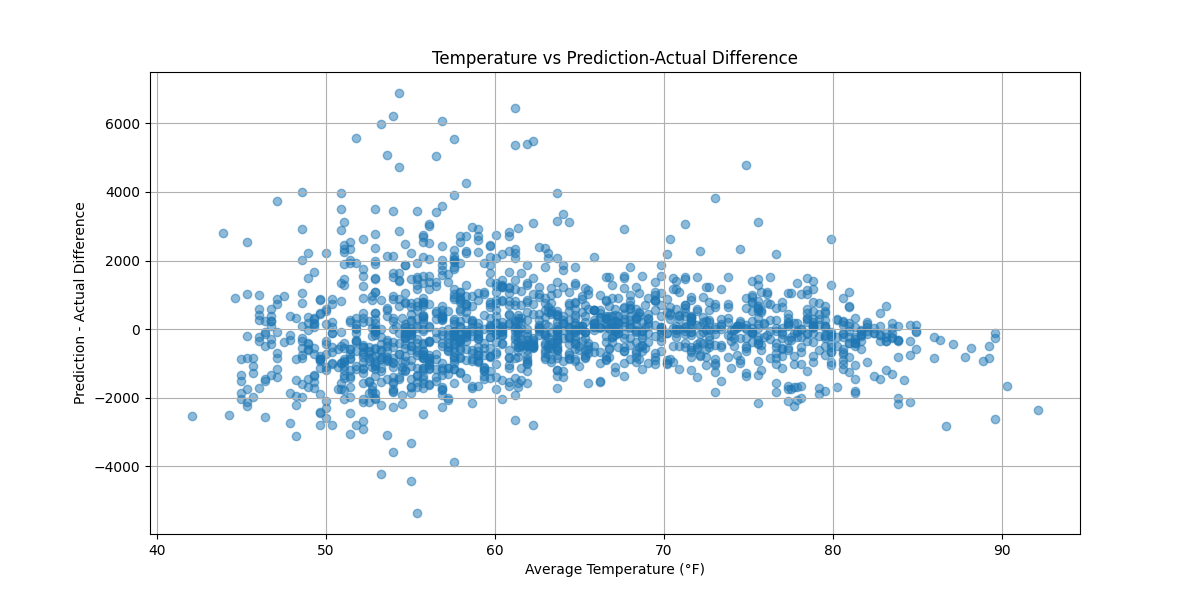 Temperature vs Prediction-Actual Difference
6000
4000
2000
0
−2000
−4000
Prediction - Actual Difference
40 50 60 70 80 90
Average Temperature (°F)